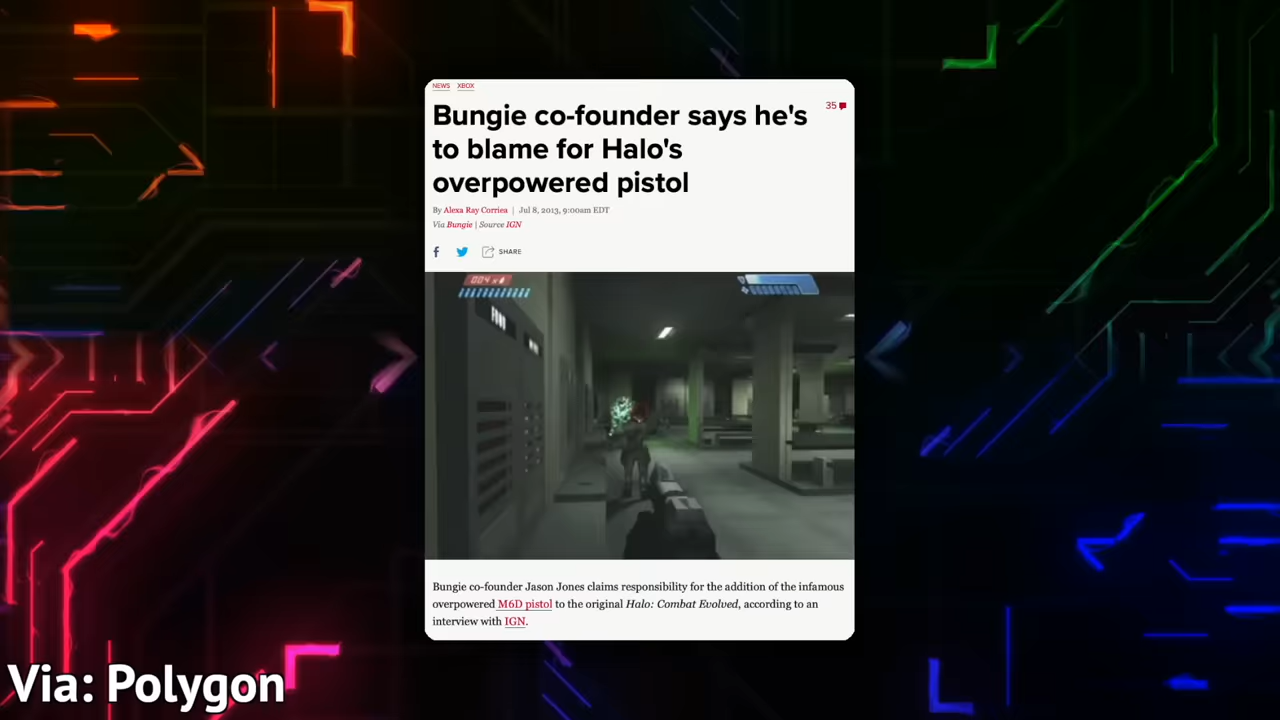 NEWS XBOX
Bungie co-founder says he's
35
to blame for Halo's
overpowered pistol
By Alexa Ray Corriea | Jul 8, 2013, 9:00am EDT
Via Bungie | Source IGN
SHARE
Bungie co-founder Jason Jones claims responsibility for the addition of the infamous
overpowered M6D pistol to the original Halo: Combat Evolved, according to an
interview with IGN.
Via: Polygon